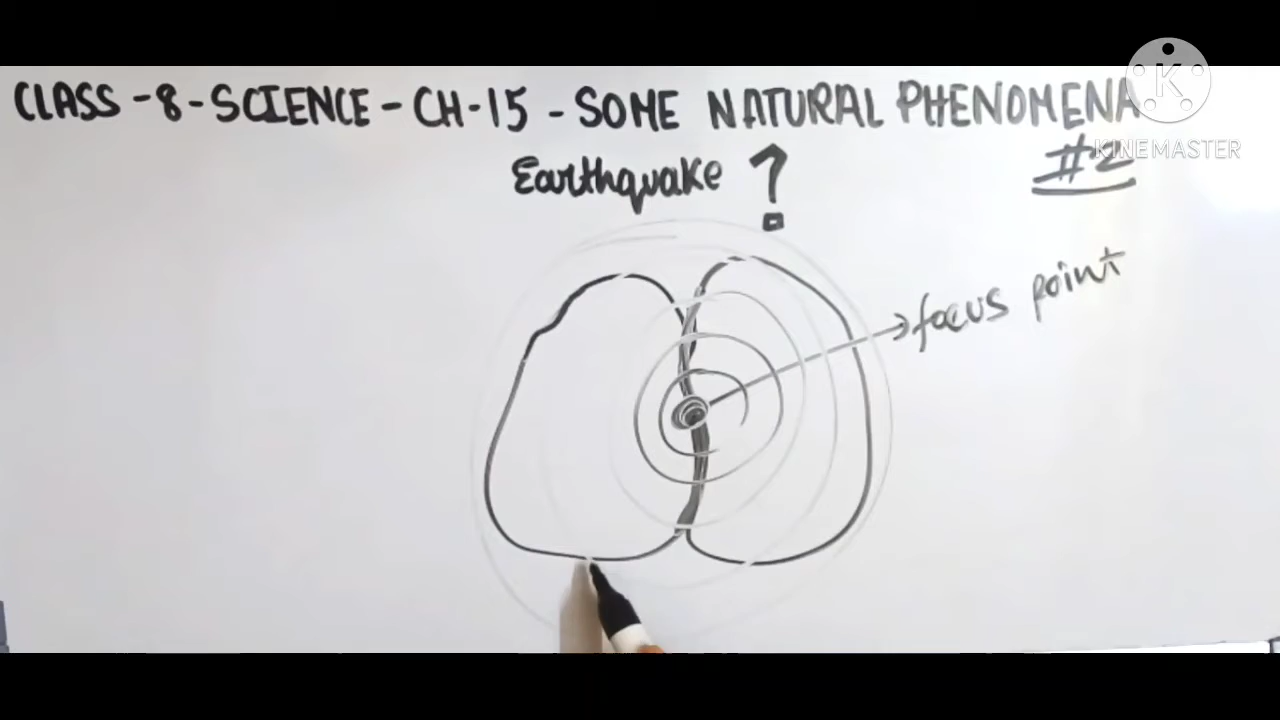 CLASS - 8 - SCIENCE - CH - 15 - SOME NATURAL PHENOMENA
K
KINEMASTER
#2
Earthquake ?
focus point